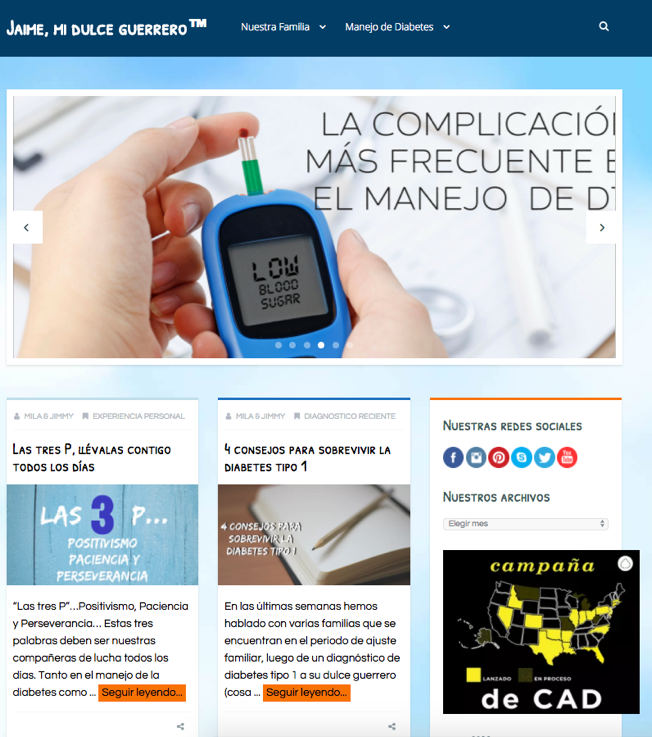 Jaime, mi dulce guerrero™
Nuestra Familia
Manejo de Diabetes
LA COMPLICACIÓ
MÁS FRECUENTE E
EL MANEJO DE D
LOW
BLOOD
SUGAR
MILA & JIMMY EXPERIENCIA PERSONAL
Las tres P, llévalas contigo
todos los días
LAS 3 P...
POSITIVISMO
PACIENCIA Y
PERSEVERANCIA
"Las tres P"...Positivismo, Paciencia
y Perseverancia... Estas tres
palabras deben ser nuestras
compañeras de lucha todos los
días. Tanto en el manejo de la
diabetes como ... Seguir leyendo...
MILA & JIMMY DIAGNOSTICO RECIENTE
4 consejos para sobrevivir la
diabetes tipo 1
4 CONSEJOS PARA
SOBREVIVIR LA
DIABETES TIPO 1
En las últimas semanas hemos
hablado con varias familias que se
encuentran en el periodo de ajuste
familiar, luego de un diagnóstico de
diabetes tipo 1 a su dulce guerrero
(cosa ... Seguir leyendo...
Nuestras redes sociales
You
Tube
Nuestros archivos
Elegir mes
campaña
LANZADO EN PROCESO
de CAD